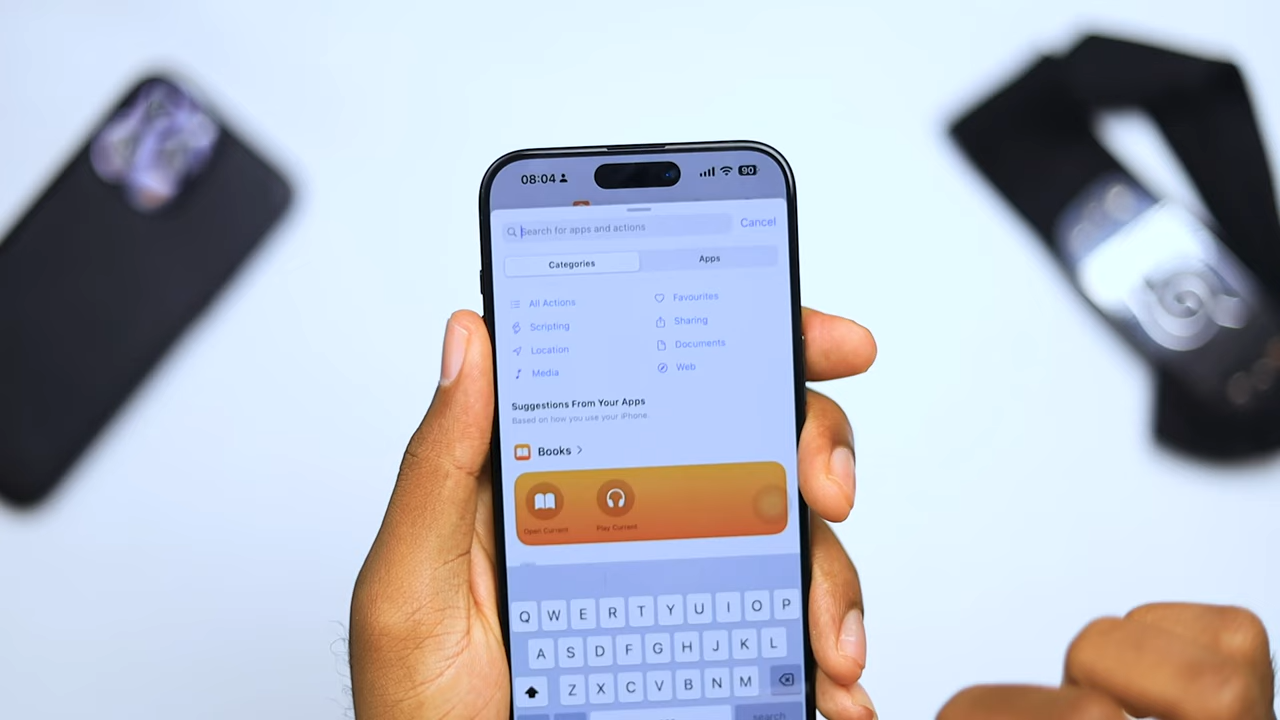 08:04 90
Search for apps and actions Cancel
Categories Apps
All Actions Favourites
Scripting Sharing
Location Documents
Media Web
Suggestions From Your Apps
Based on how you use your iPhone.
Books
Open Current Play Current
Q W E R T Y U I O P
A S D F G H J K L
Z X C V B N M
search